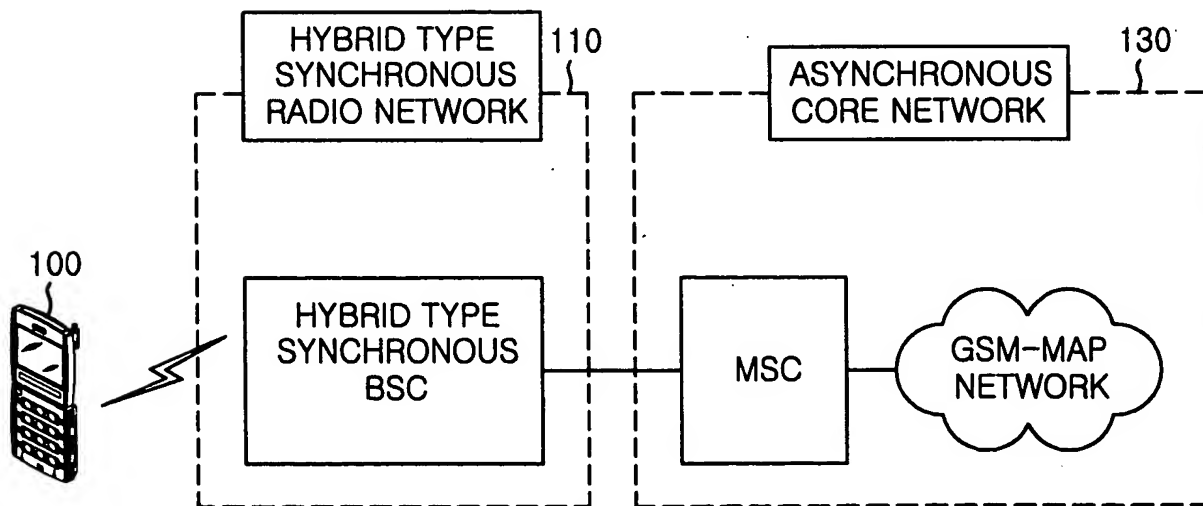 HYBRID TYPE
SYNCHRONOUS
RADIO NETWORK
110
ASYNCHRONOUS
CORE NETWORK
130
100
HYBRID TYPE
SYNCHRONOUS
BSC
MSC
GSM-MAP
NETWORK